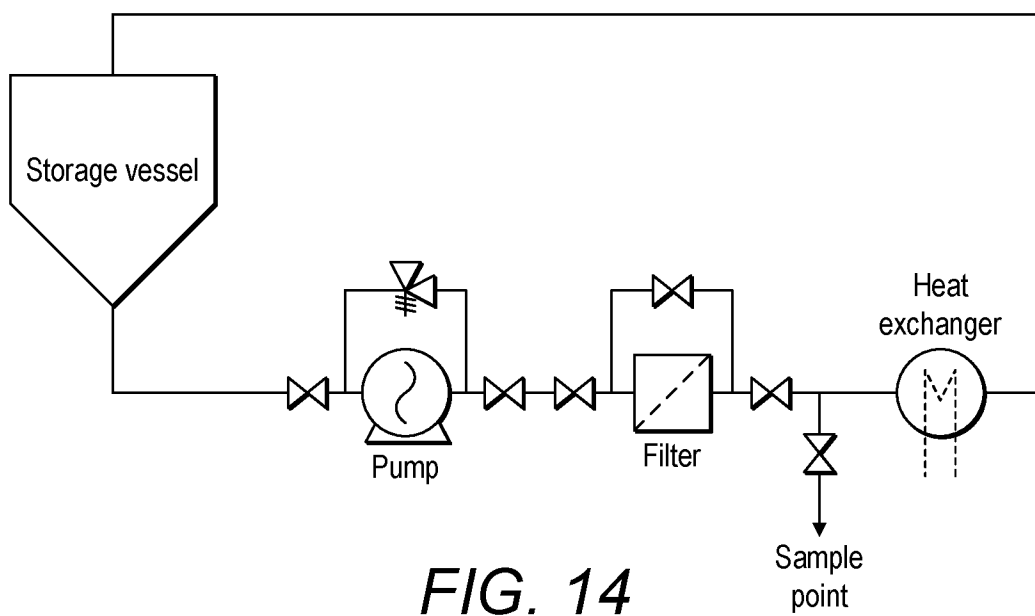 Storage vessel
Heat
exchanger
Pump
Filter
Sample
point
FIG. 14